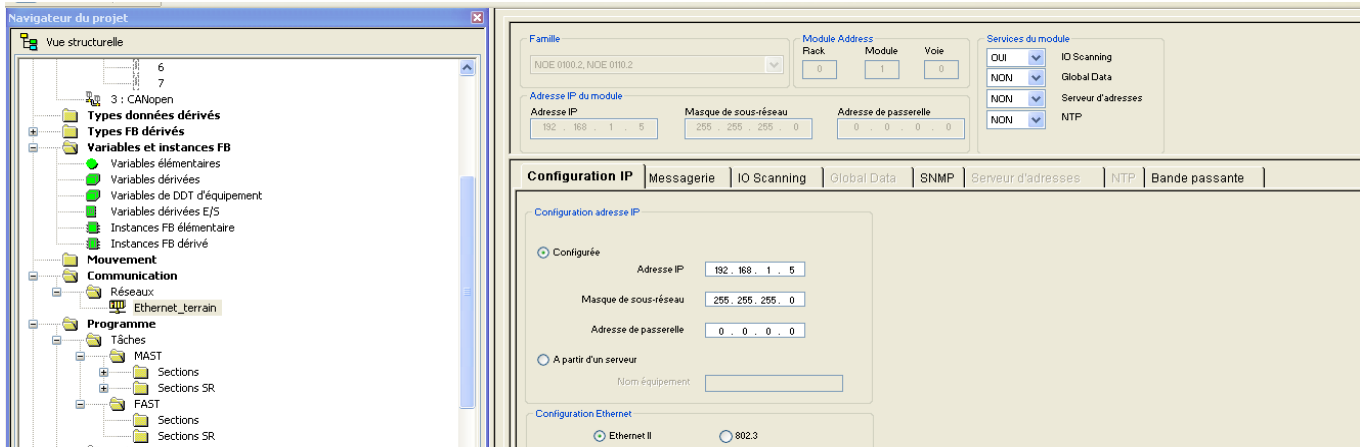 Navigateur du projet
Vue structurelle
6
7
3 : CANopen
Types données dérivés
Types FB dérivés
Variables et instances FB
Variables élémentaires
Variables dérivées
Variables de DDT d'équipement
Variables dérivées E/S
Instances FB élémentaire
Instances FB dérivé
Mouvement
Communication
Réseaux
Ethernet_terrain
Programme
Tâches
MAST
Sections
Sections SR
FAST
Sections
Sections SR
Famille
NOE 0100.2, NOE 0110.2
Module Address
Rack Module Voie
0 1 0
Services du module
OUI IO Scanning
NON Global Data
NON Serveur d'adresses
NON NTP
Adresse IP du module
Adresse IP Masque de sous-réseau Adresse de passerelle
192 . 168 . 1 . 5 255 . 255 . 255 . 0 0 . 0 . 0 . 0
Configuration IP Messagerie IO Scanning Global Data SNMP Serveur d'adresses NTP Bande passante
Configuration adresse IP
Configurée
Adresse IP 192 . 168 . 1 . 5
Masque de sous-réseau 255 . 255 . 255 . 0
Adresse de passerelle 0 . 0 . 0 . 0
A partir d'un serveur
Nom équipement
Configuration Ethernet
Ethernet II 802.3